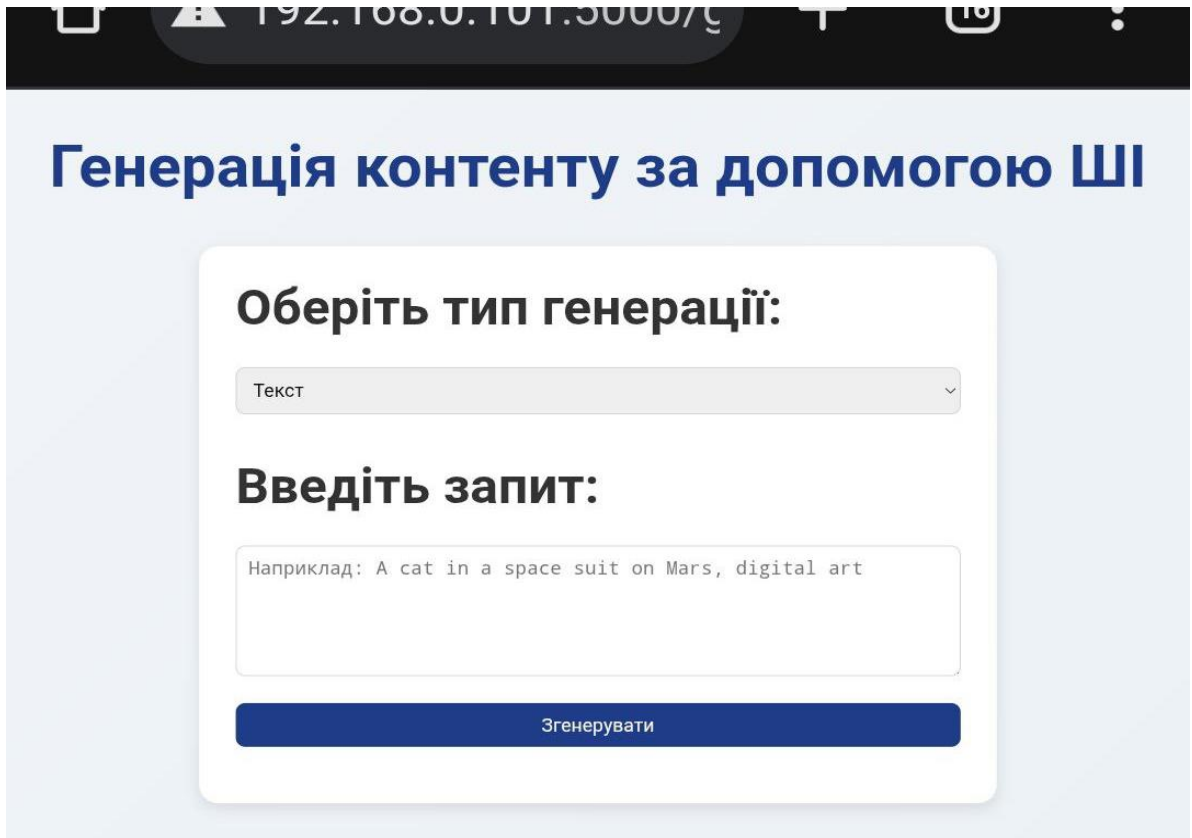 192.168.0.101:5000/g
16
Генерація контенту за допомогою ШІ
Оберіть тип генерації:
Текст
Введіть запит:
Наприклад: A cat in a space suit on Mars, digital art
Згенерувати